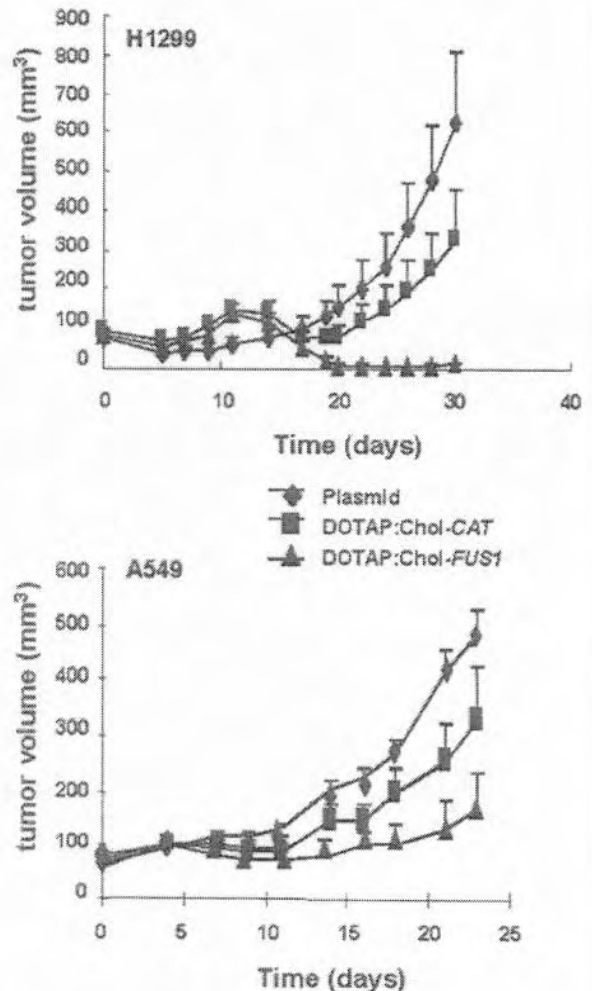 H1299
tumor volume (mm³)
900
800
700
600
500
400
300
200
100
0
0 10 20 30 40
Time (days)
Plasmid
DOTAP:Chol-CAT
DOTAP:Chol-FUS1
A549
tumor volume (mm³)
600
500
400
300
200
100
0
0 5 10 15 20 25
Time (days)